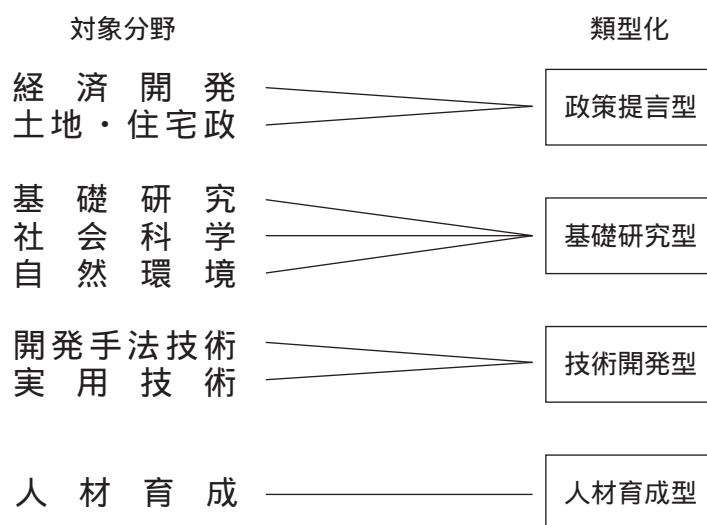 対象分野
類型化
経済開発
土地・住宅政
政策提言型
基礎研究
社会科学
自然環境
基礎研究型
開発手法技術
実用技術
技術開発型
人材育成
人材育成型